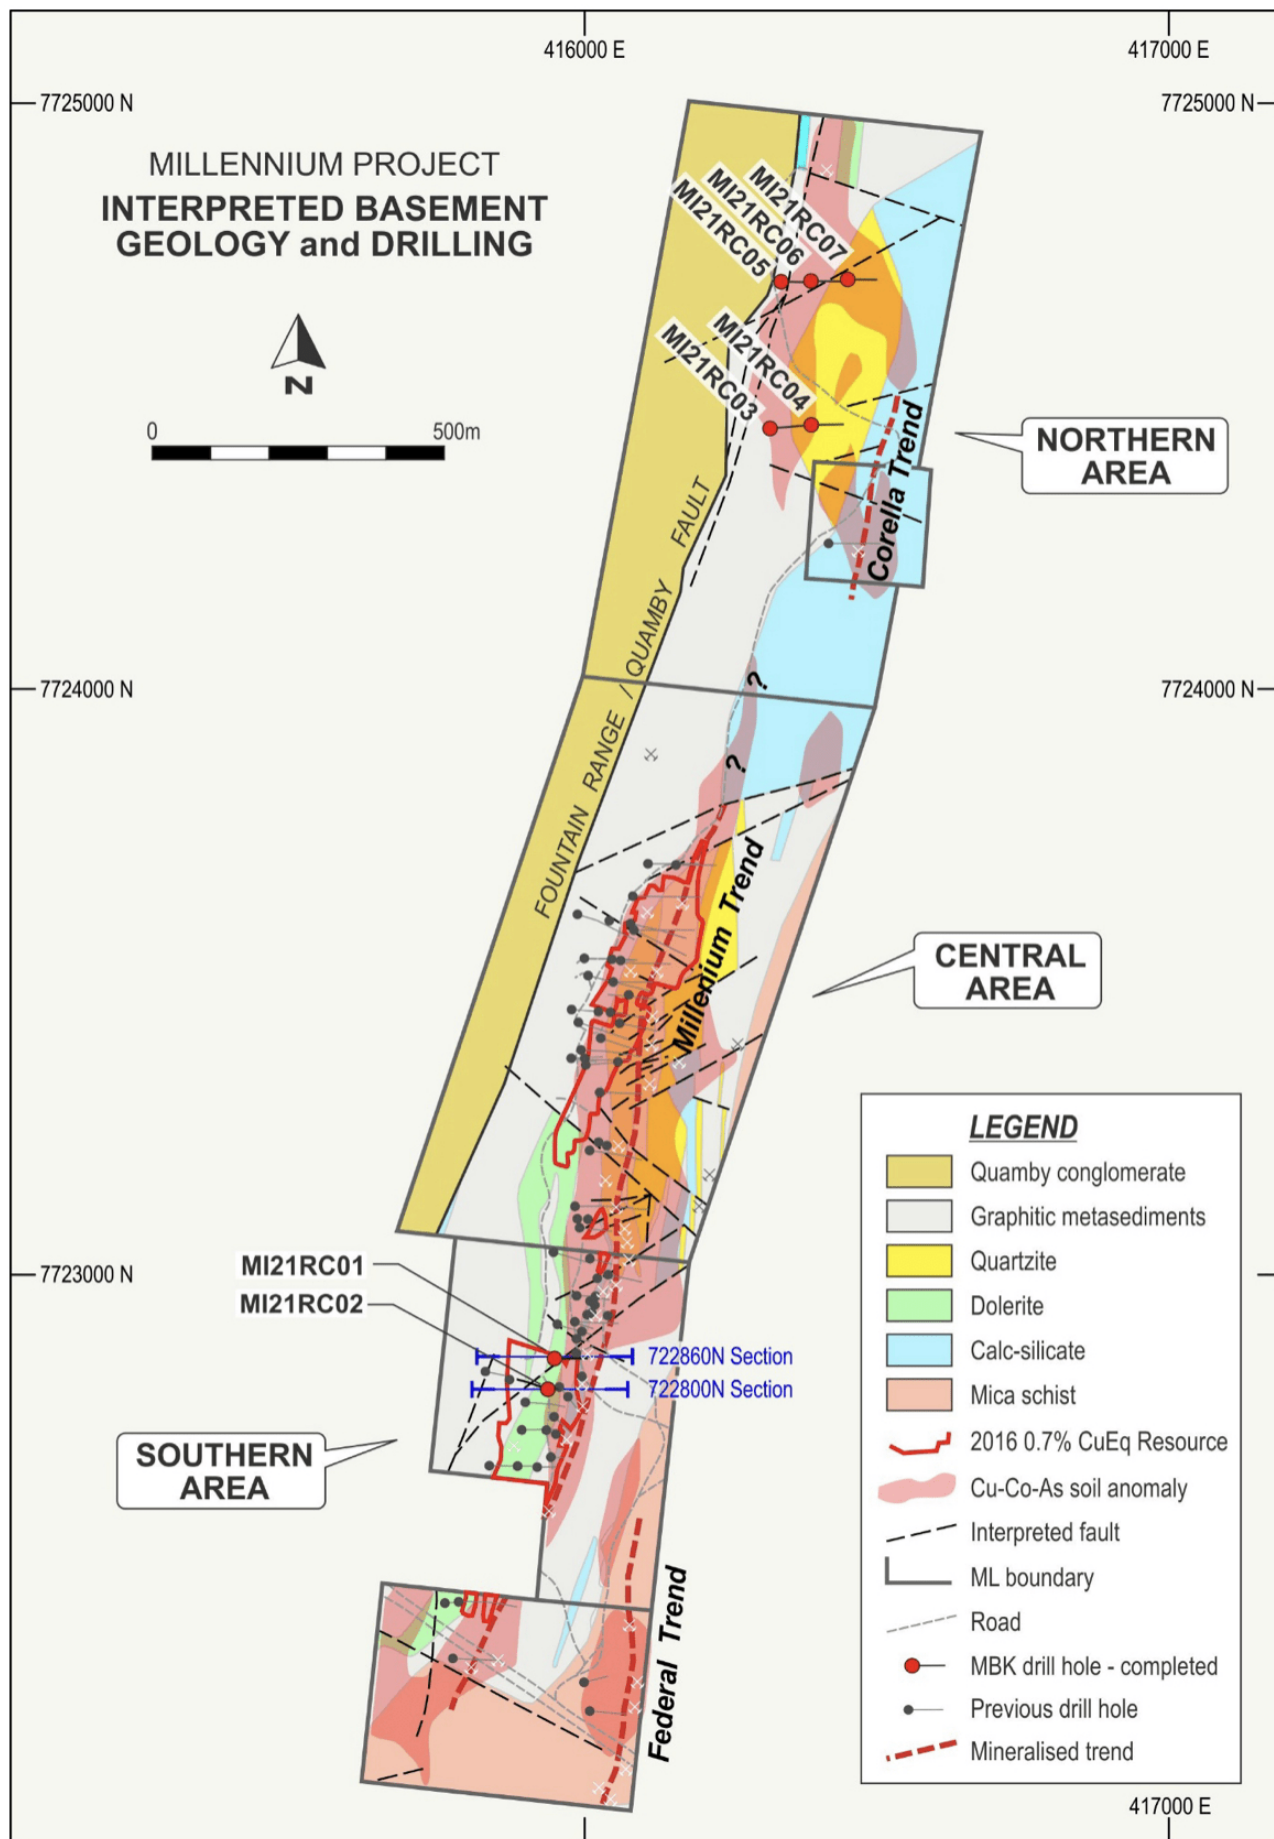 416000 E
417000 E
7725000 N
7725000 N
MILLENNIUM PROJECT
INTERPRETED BASEMENT
GEOLOGY and DRILLING
N
0
500m
MI21RC07
MI21RC06
MI21RC05
MI21RC04
MI21RC03
NORTHERN
AREA
Corella Trend
FOUNTAIN RANGE / QUAMBY FAULT
7724000 N
7724000 N
?
?
Millenium Trend
CENTRAL
AREA
7723000 N
MI21RC01
MI21RC02
722860N Section
722800N Section
SOUTHERN
AREA
Federal Trend
LEGEND
Quamby conglomerate
Graphitic metasediments
Quartzite
Dolerite
Calc-silicate
Mica schist
2016 0.7% CuEq Resource
Cu-Co-As soil anomaly
Interpreted fault
ML boundary
Road
MBK drill hole - completed
Previous drill hole
Mineralised trend
417000 E